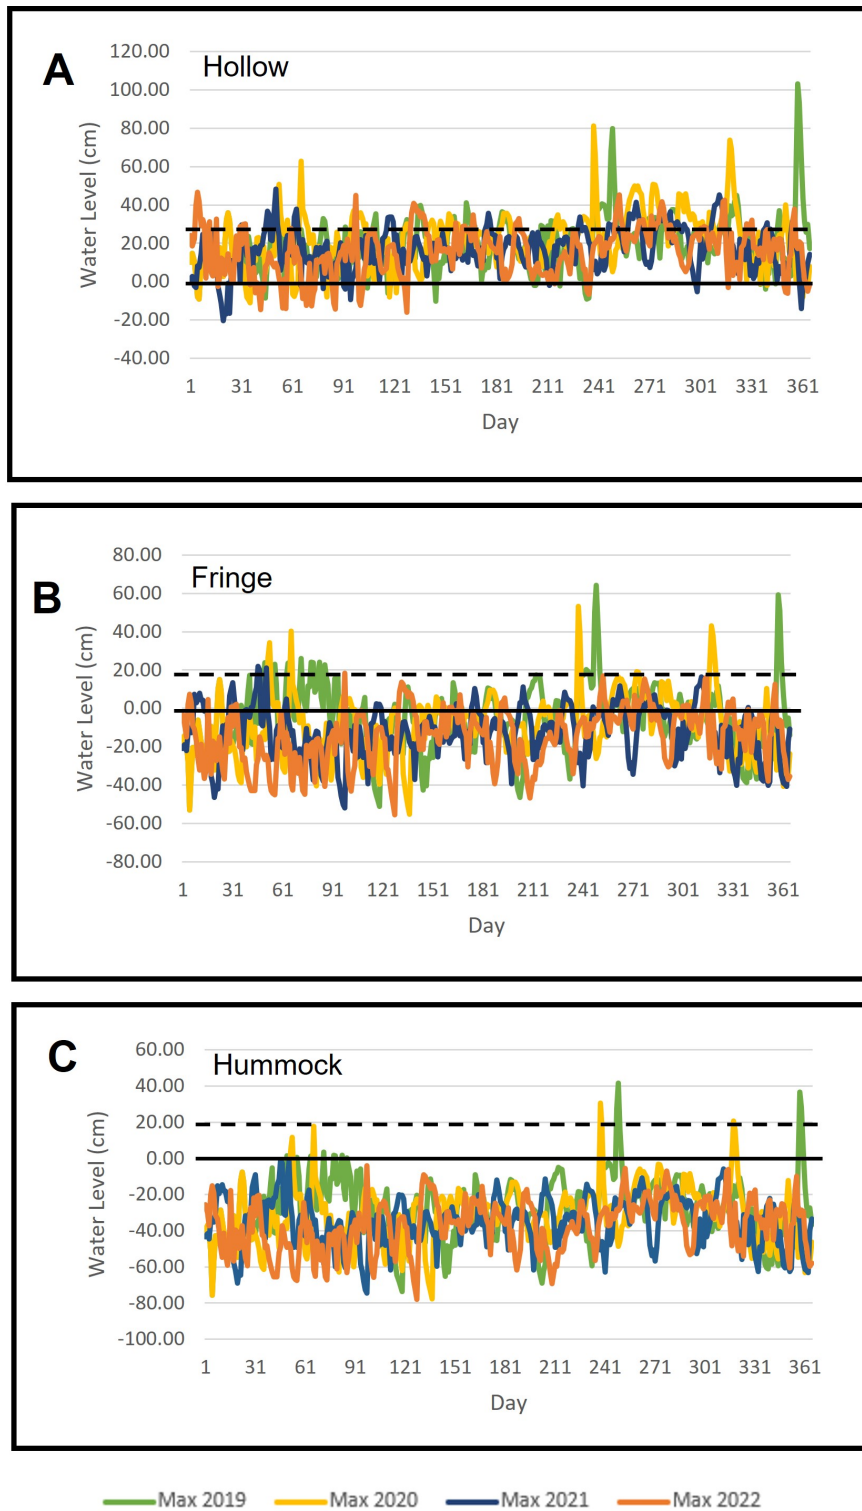 A
Hollow
120.00
100.00
80.00
60.00
40.00
20.00
0.00
-20.00
-40.00
Water Level (cm)
1 31 61 91 121 151 181 211 241 271 301 331 361
Day
B
Fringe
80.00
60.00
40.00
20.00
0.00
-20.00
-40.00
-60.00
-80.00
Water Level (cm)
1 31 61 91 121 151 181 211 241 271 301 331 361
Day
C
Hummock
60.00
40.00
20.00
0.00
-20.00
-40.00
-60.00
-80.00
-100.00
Water Level (cm)
1 31 61 91 121 151 181 211 241 271 301 331 361
Day
Max 2019 Max 2020 Max 2021 Max 2022